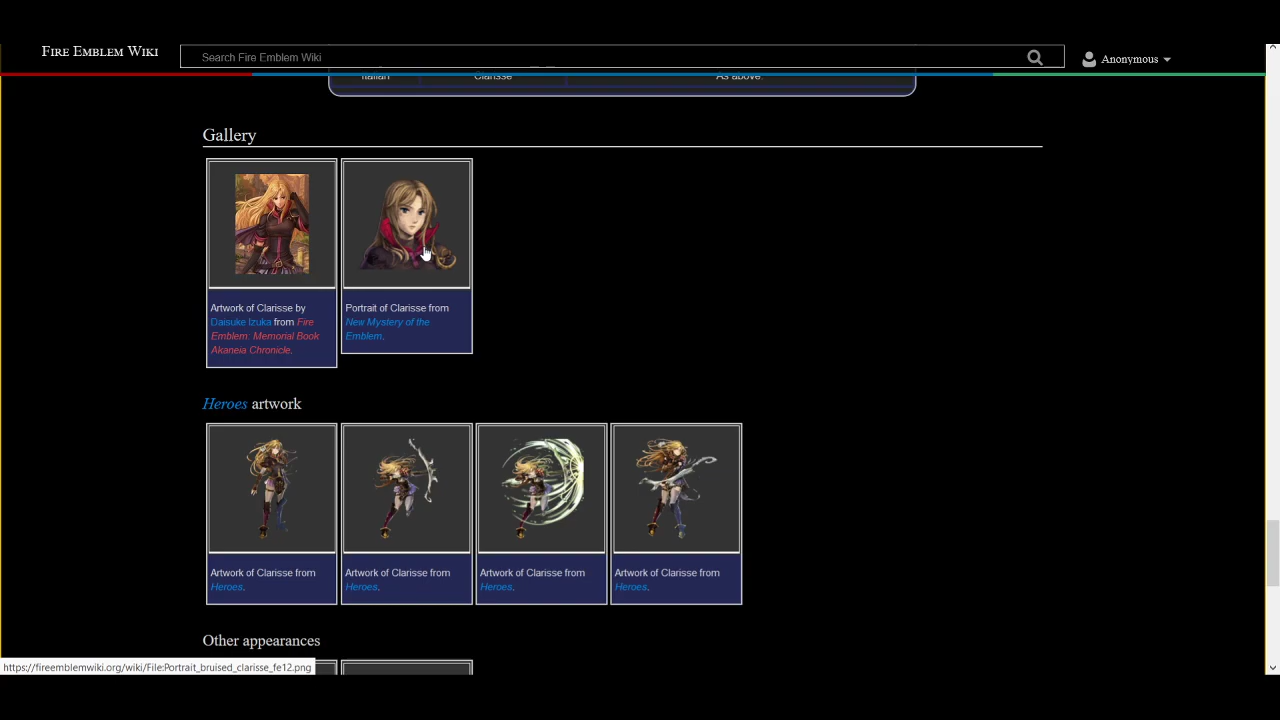 Fire Emblem Wiki
Search Fire Emblem Wiki
Anonymous
Italian Clarisse As above.
Gallery
Artwork of Clarisse by
Daisuke Izuka from Fire
Emblem: Memorial Book
Akaneia Chronicle.
Portrait of Clarisse from
New Mystery of the
Emblem.
Heroes artwork
Artwork of Clarisse from
Heroes.
Artwork of Clarisse from
Heroes.
Artwork of Clarisse from
Heroes.
Artwork of Clarisse from
Heroes.
Other appearances
https://fireemblemwiki.org/wiki/File:Portrait_bruised_clarisse_fe12.png